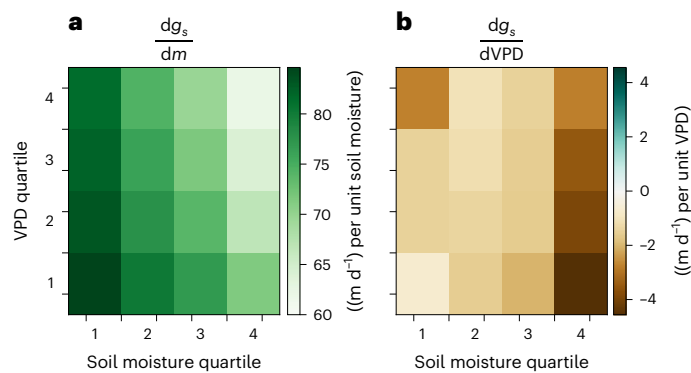 a
dgs
dm
VPD quartile
4
3
2
1
1 2 3 4
Soil moisture quartile
80
75
70
65
60
((m d⁻¹) per unit soil moisture)
b
dgs
dVPD
1 2 3 4
Soil moisture quartile
4
2
0
−2
−4
((m d⁻¹) per unit VPD)